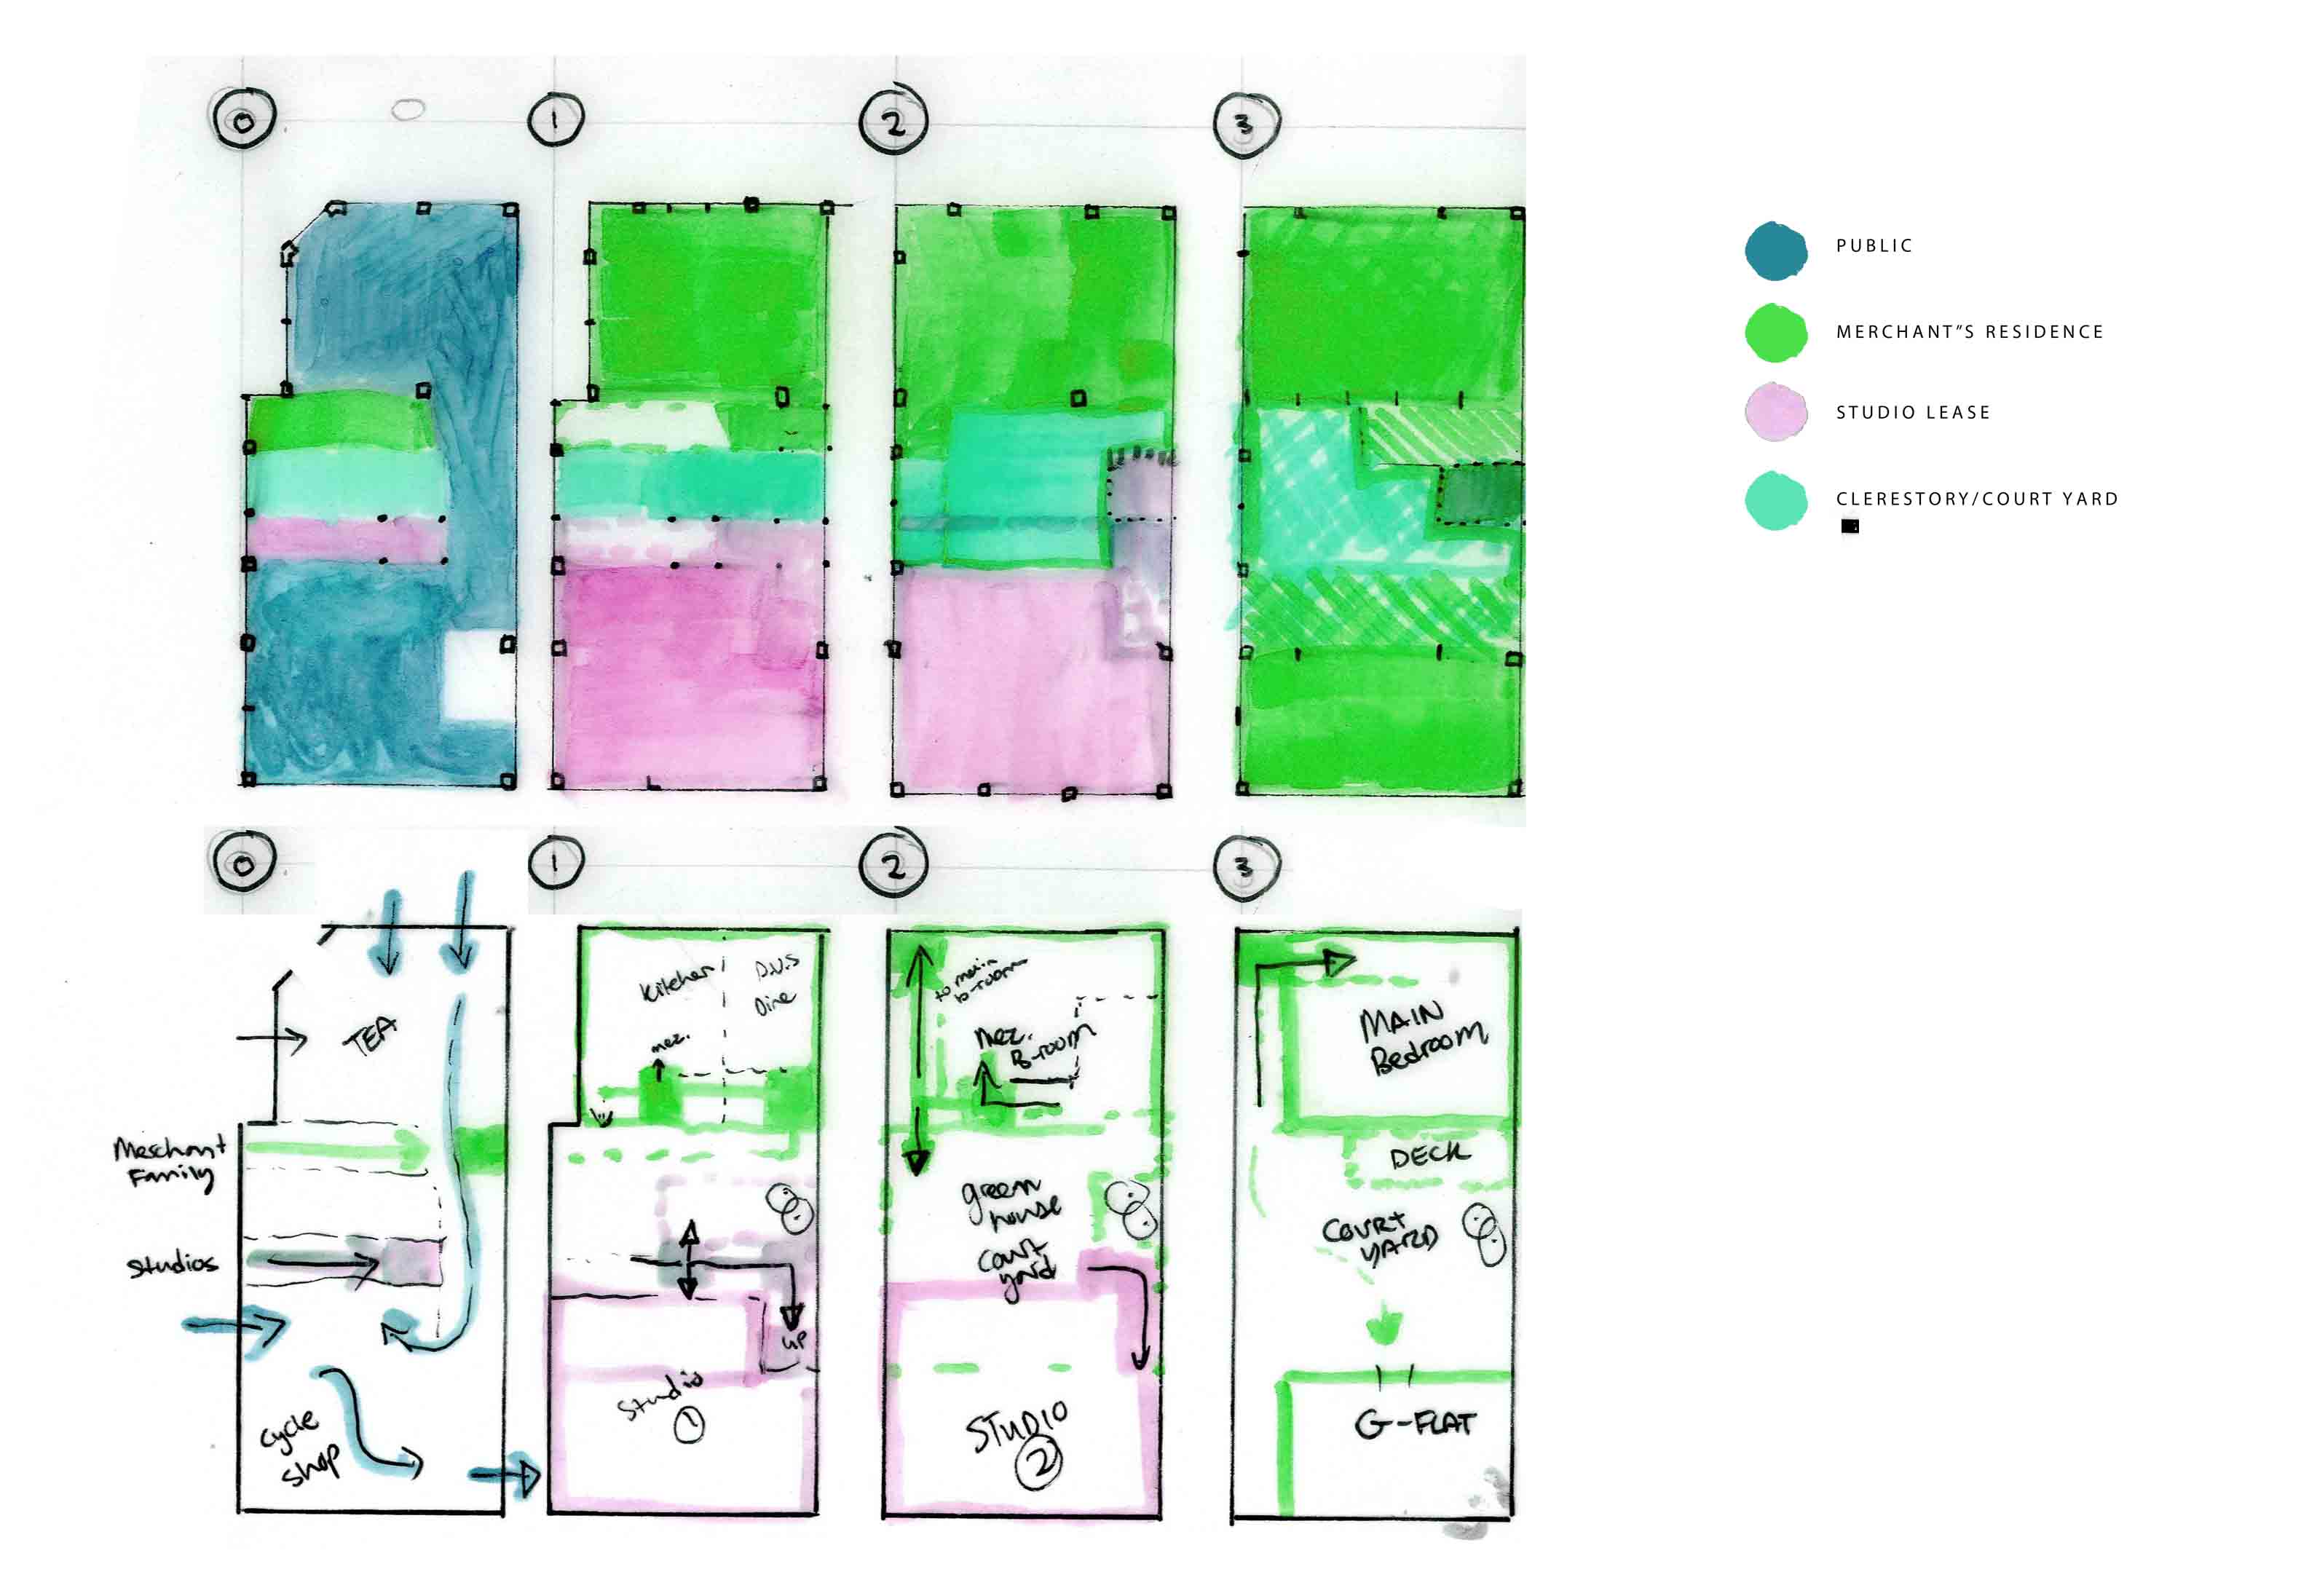 0
1
2
3
PUBLIC
MERCHANT"S RESIDENCE
STUDIO LEASE
CLERESTORY/COURT YARD
0
1
2
3
TEA
Merchant
Family
Studios
Cycle
Shop
Kitchen
Dine
mez.
UP
Studio
1
to main
b-room
Mez.
B-room
green
house
court
yard
STUDIO
2
MAIN
Bedroom
DECK
COURT
YARD
G-FLAT